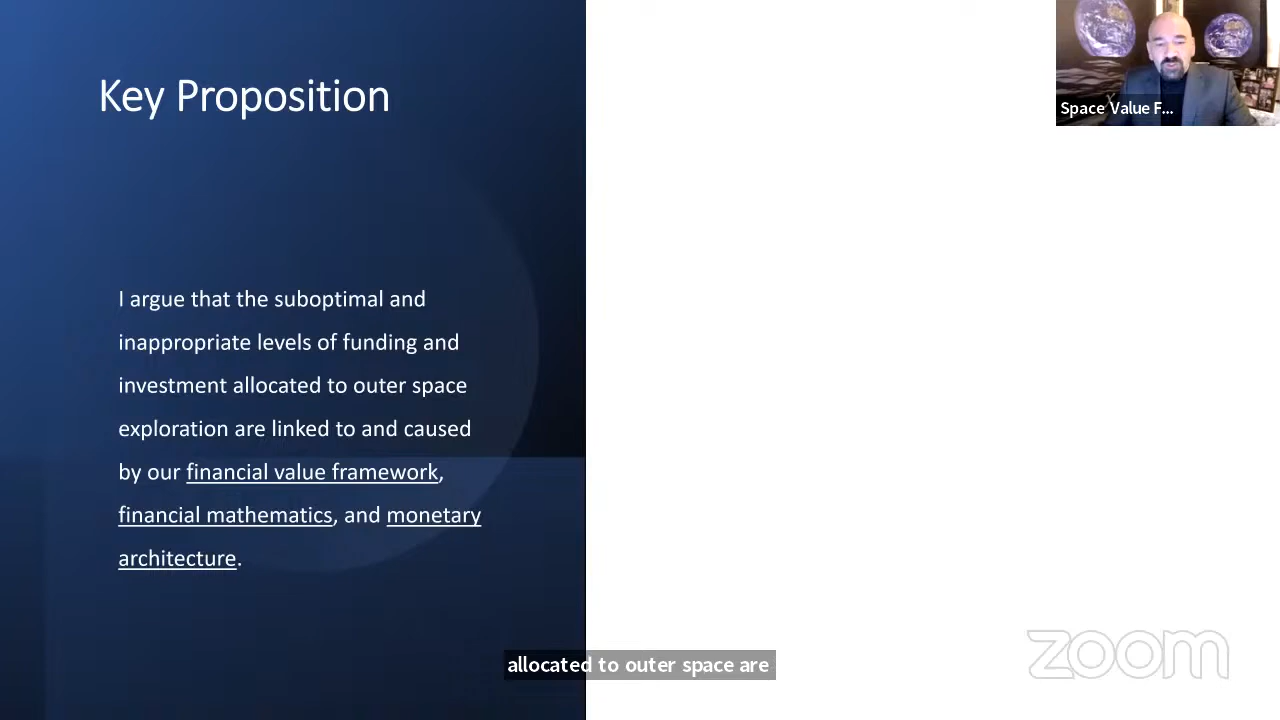 Key Proposition
I argue that the suboptimal and
inappropriate levels of funding and
investment allocated to outer space
exploration are linked to and caused
by our financial value framework,
financial mathematics, and monetary
architecture.
Space Value F...
allocated to outer space are
zoom